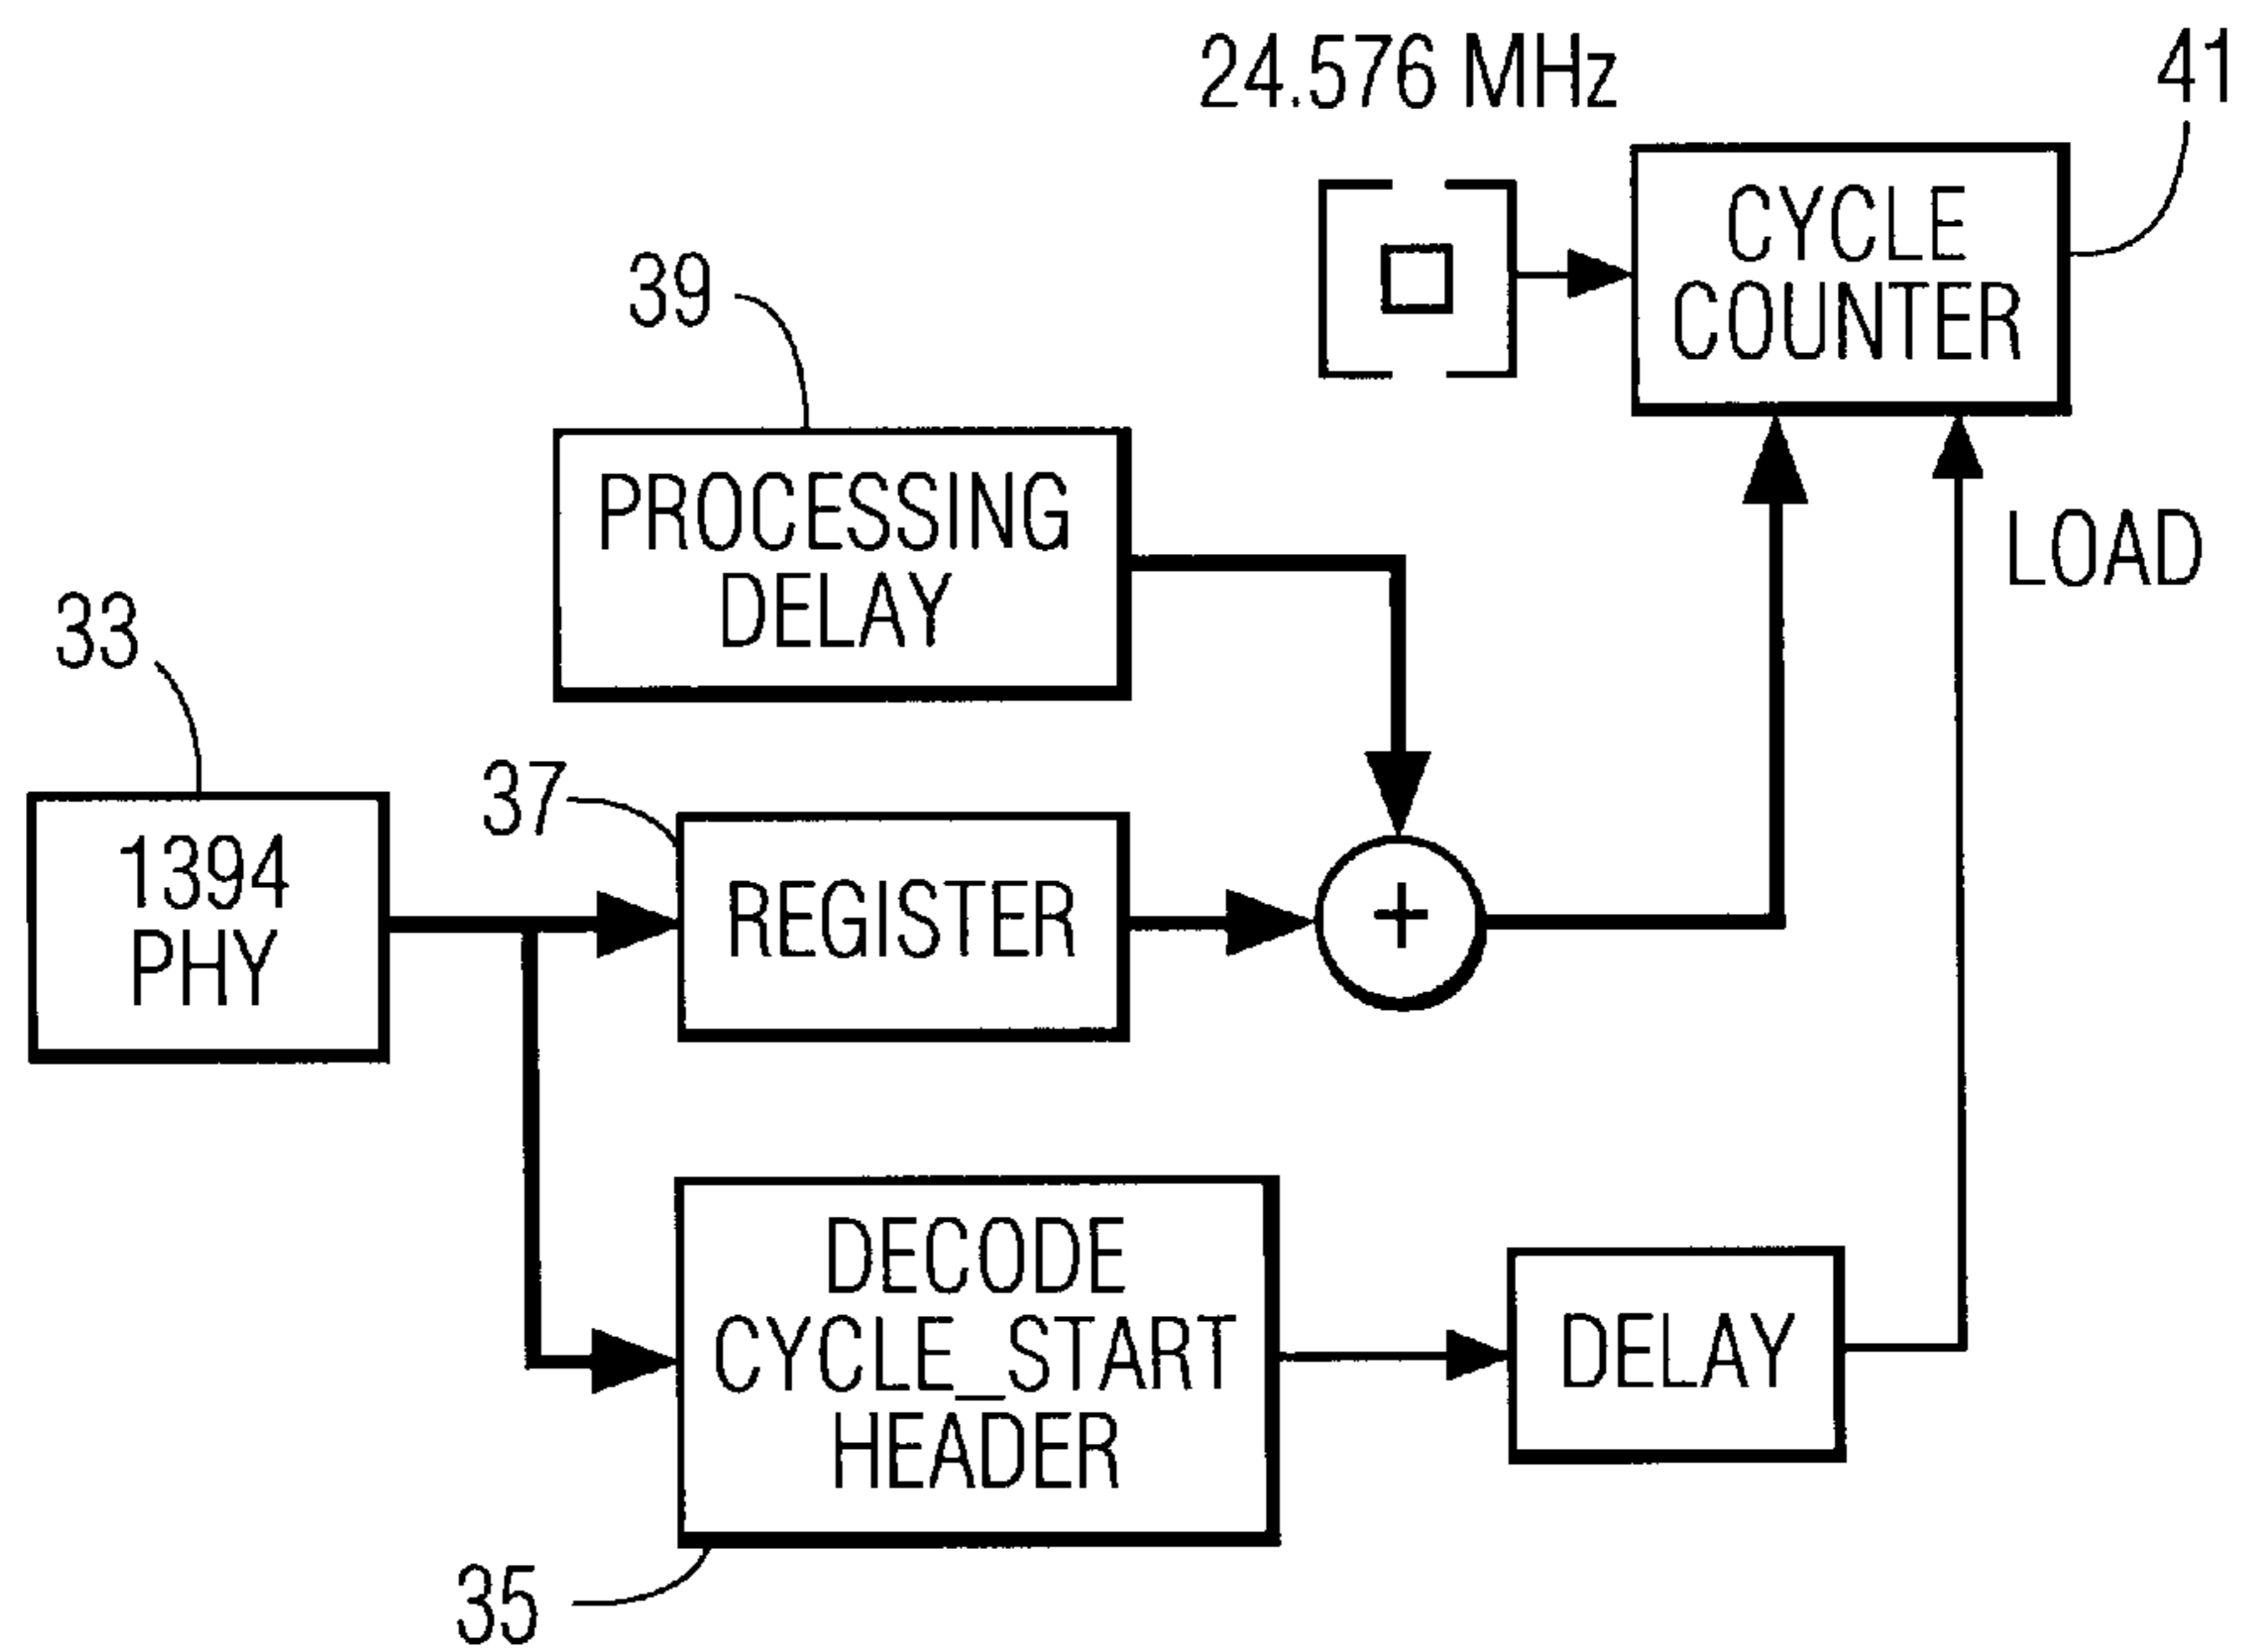 24.576 MHz
41
CYCLE
COUNTER
39
PROCESSING
DELAY
LOAD
33
1394
PHY
37
REGISTER
+
DECODE
CYCLE_START
HEADER
DELAY
35